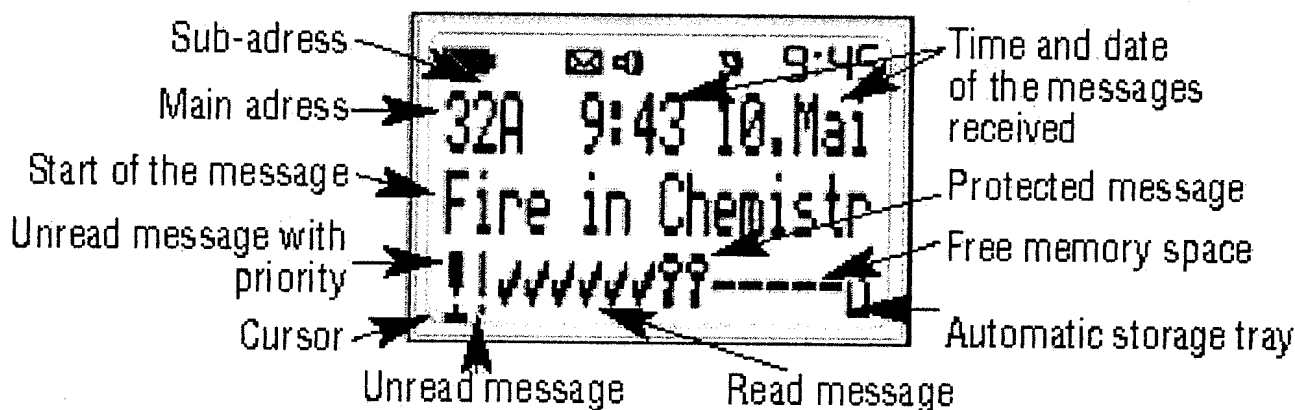 Sub-adress
Main adress
Start of the message
Unread message with
priority
Cursor
Unread message
Read message
9:45
32A 9:43 10.Mai
Fire in Chemistr
Time and date
of the messages
received
Protected message
Free memory space
Automatic storage tray